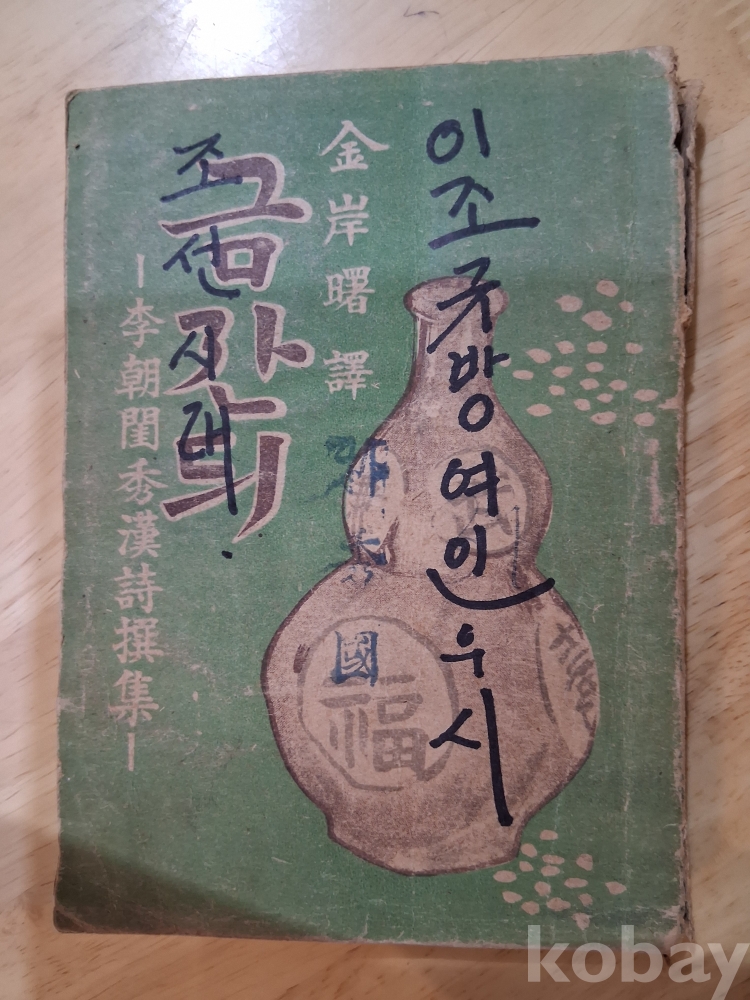 이조규방여인우시
金岸曙 譯
금잔듸
조선시대.
―李朝閨秀漢詩撰集―
國
福
kobay